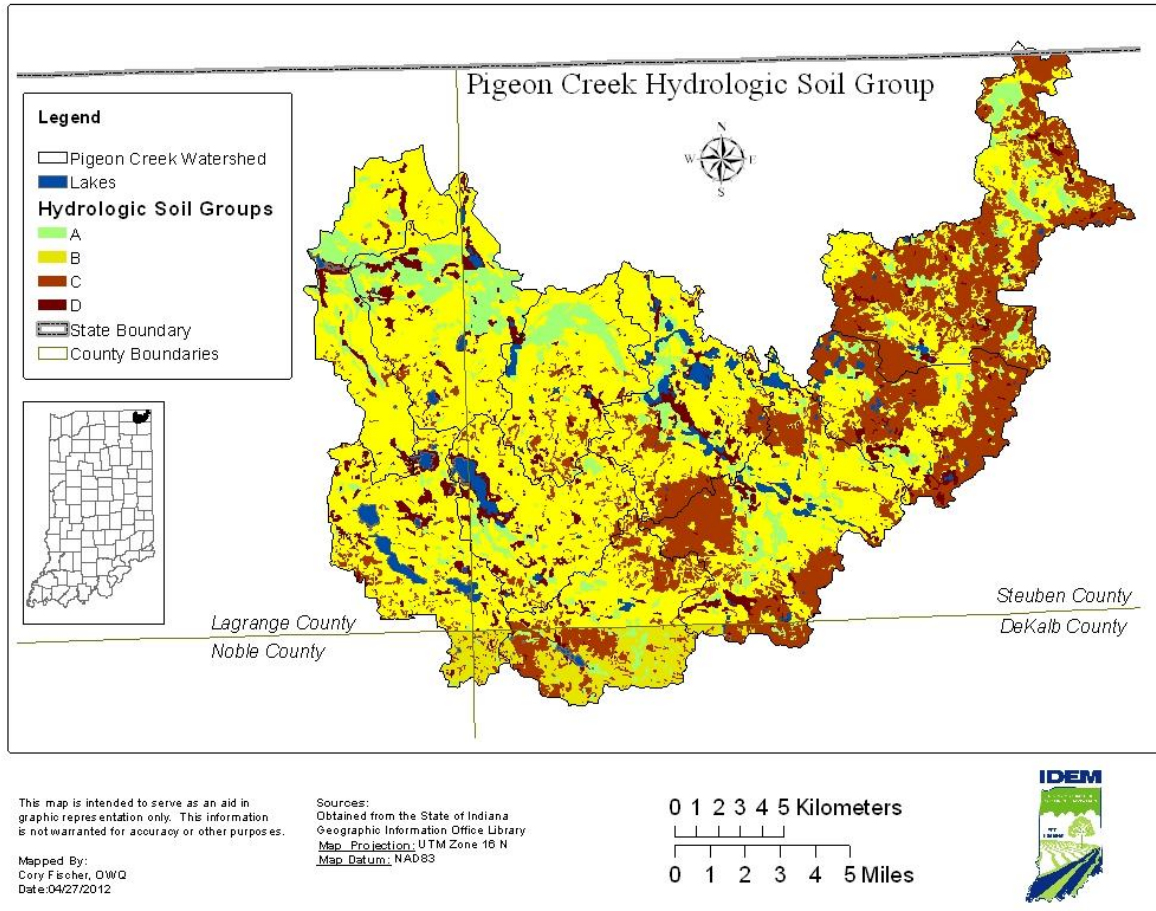 Pigeon Creek Hydrologic Soil Group
Legend
Pigeon Creek Watershed
Lakes
Hydrologic Soil Groups
A
B
C
D
State Boundary
County Boundaries
N
W E
S
Lagrange County
Noble County
Steuben County
DeKalb County
This map is intended to serve as an aid in
graphic representation only. This information
is not warranted for accuracy or other purposes.
Mapped By:
Cory Fischer, OWQ
Date:04/27/2012
Sources:
Obtained from the State of Indiana
Geographic Information Office Library
Map Projection: UTM Zone 16 N
Map Datum: NAD83
0 1 2 3 4 5 Kilometers
0 1 2 3 4 5 Miles
IDEM